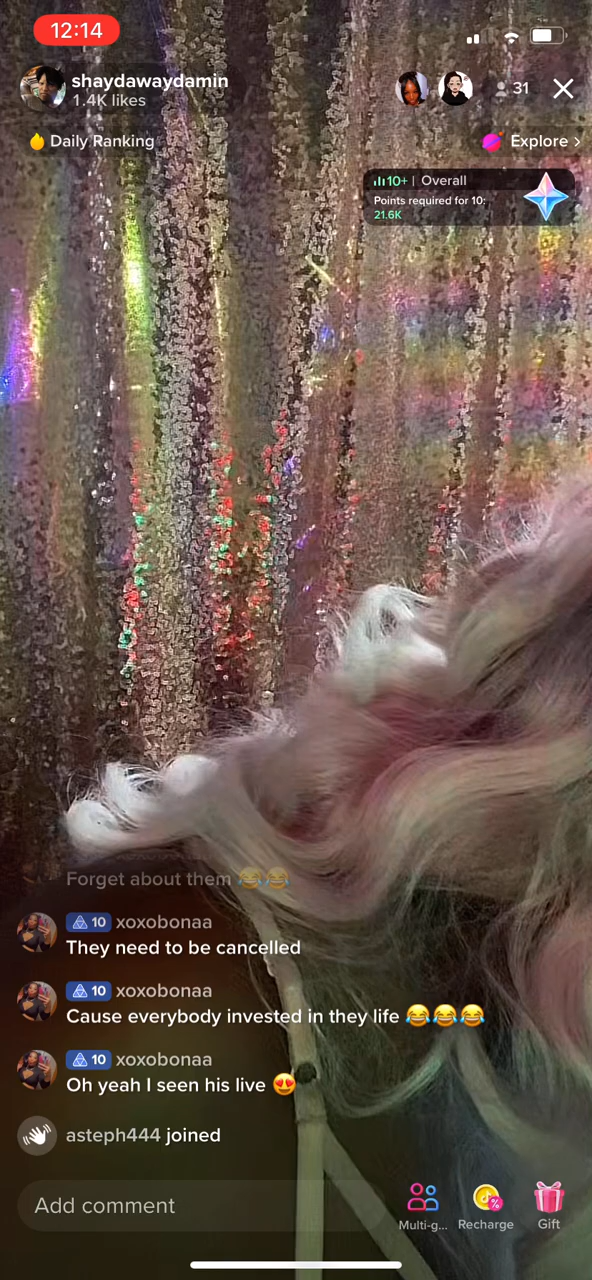 12:14
shaydawaydamin
1.4K likes
31
Daily Ranking
Explore >
10+ | Overall
Points required for 10:
21.6K
Forget about them 😂😂
10 xoxobonaa
They need to be cancelled
10 xoxobonaa
Cause everybody invested in they life 😂😂😂
10 xoxobonaa
Oh yeah I seen his live 😍
asteph444 joined
Add comment
Multi-g...
Recharge
Gift